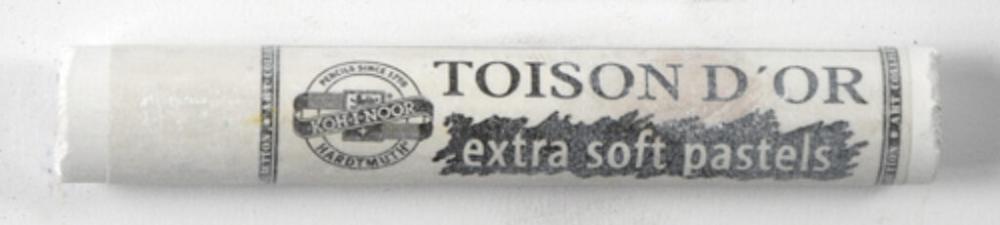 PENCILS SINCE 1790
KOH-I-NOOR
HARDTMUTH
TOISON D´OR
extra soft pastels